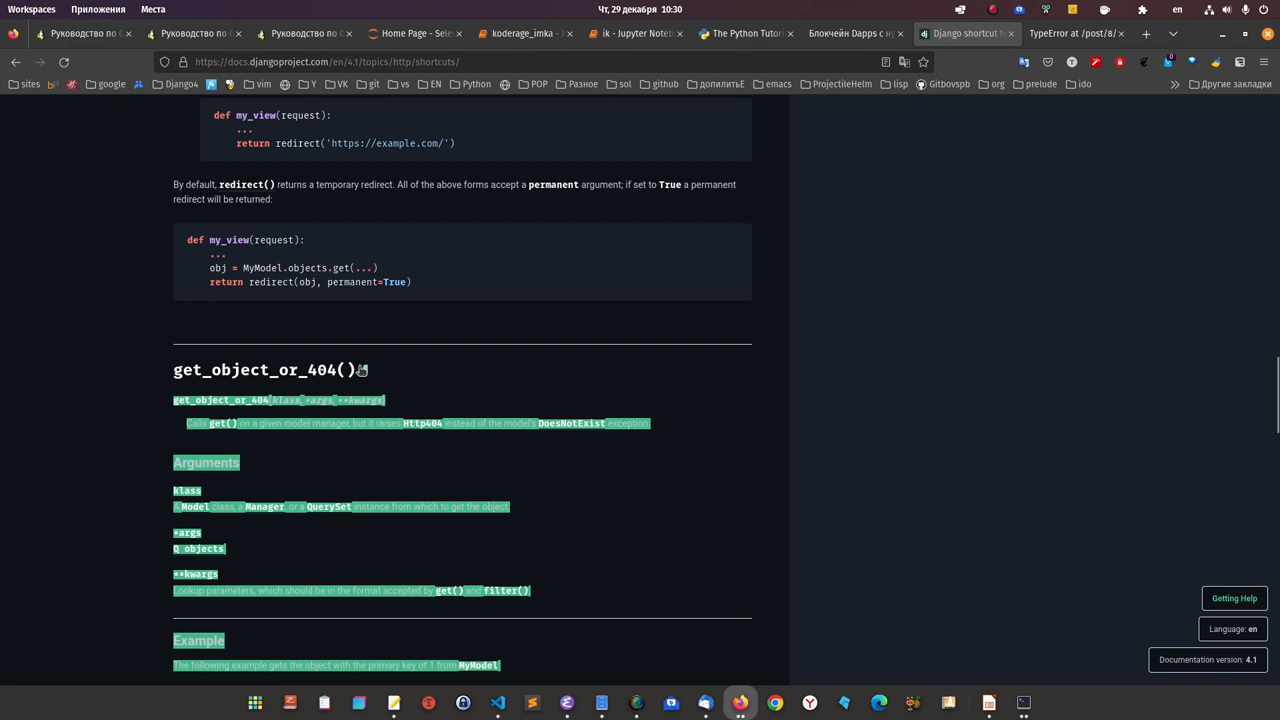 Workspaces Приложения Места Чт, 29 декабря 10:30 en
Руководство по G Руководство по G Руководство по G Home Page - Sele koderage_imka - ik - Jupyter Noteb The Python Tutori Блокчейн Dapps с ну Django shortcut f TypeError at /post/8/
https://docs.djangoproject.com/en/4.1/topics/http/shortcuts/
sites google Django4 vim Y VK git vs EN Python POP Разное sol github допилитьЕ emacs ProjectileHelm lisp Gitbovspb org prelude ido Другие закладки
def my_view(request):
...
return redirect('https://example.com/')
By default, redirect() returns a temporary redirect. All of the above forms accept a permanent argument; if set to True a permanent
redirect will be returned:
def my_view(request):
...
obj = MyModel.objects.get(...)
return redirect(obj, permanent=True)
get_object_or_404()
get_object_or_404(klass, *args, **kwargs)
Calls get() on a given model manager, but it raises Http404 instead of the model's DoesNotExist exception.
Arguments
klass
A Model class, a Manager, or a QuerySet instance from which to get the object.
*args
Q objects.
**kwargs
Lookup parameters, which should be in the format accepted by get() and filter().
Example
The following example gets the object with the primary key of 1 from MyModel:
Getting Help
Language: en
Documentation version: 4.1